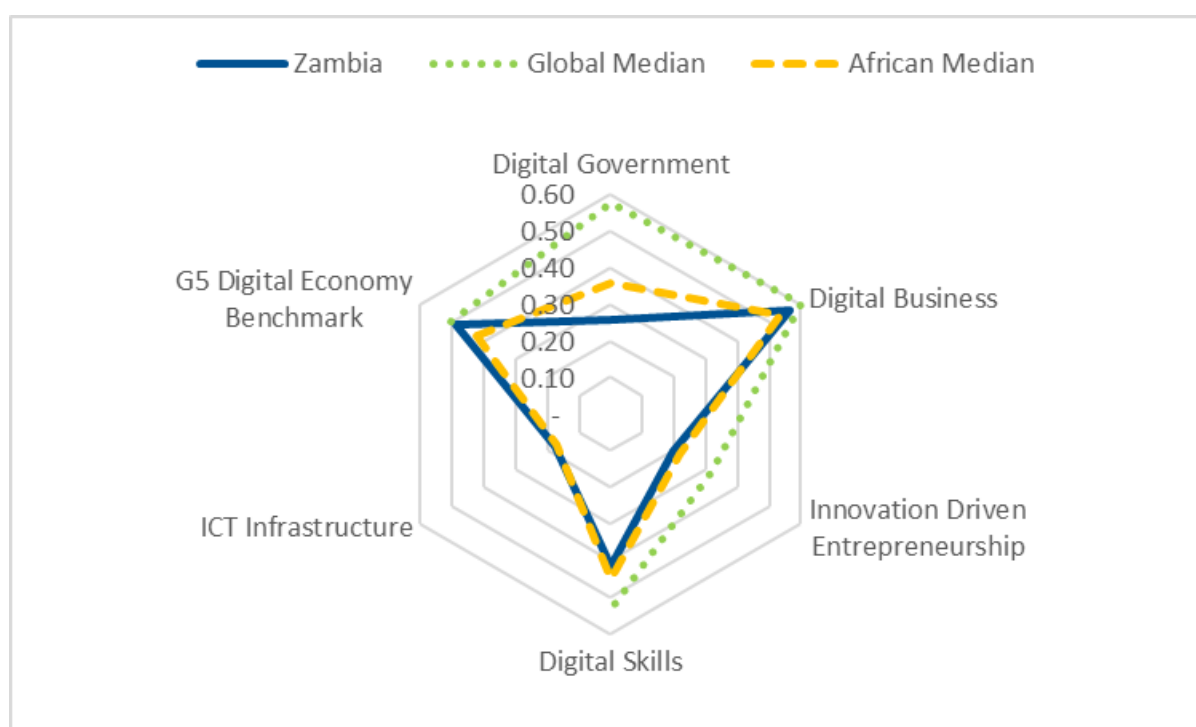 Zambia Global Median African Median
Digital Government
0.60
0.50
0.40
0.30
0.20
0.10
-
G5 Digital Economy
Benchmark
Digital Business
ICT Infrastructure
Innovation Driven
Entrepreneurship
Digital Skills